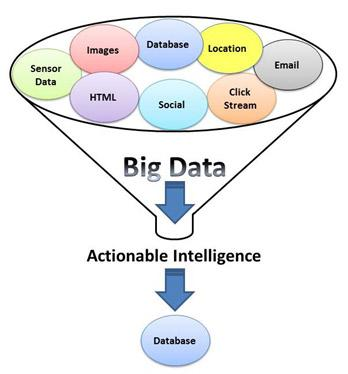 Sensor
Data
Images
Database
Location
Email
HTML
Social
Click
Stream
Big Data
Actionable Intelligence
Database